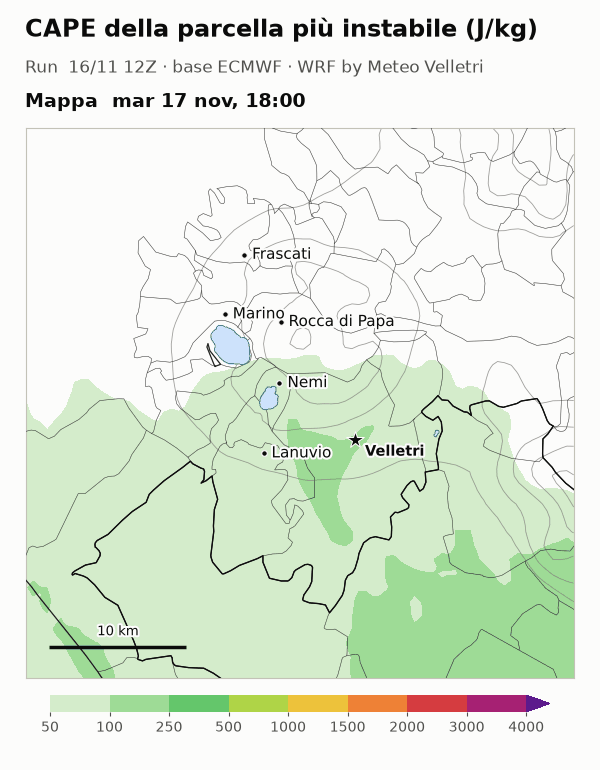 CAPE della parcella più instabile (J/kg)
Run  16/11 12Z · base ECMWF · WRF by Meteo Velletri
Mappa  mar 17 nov, 18:00
Frascati
Marino
Rocca di Papa
Nemi
Velletri
Lanuvio
10 km
50 100 250 500 1000 1500 2000 3000 4000